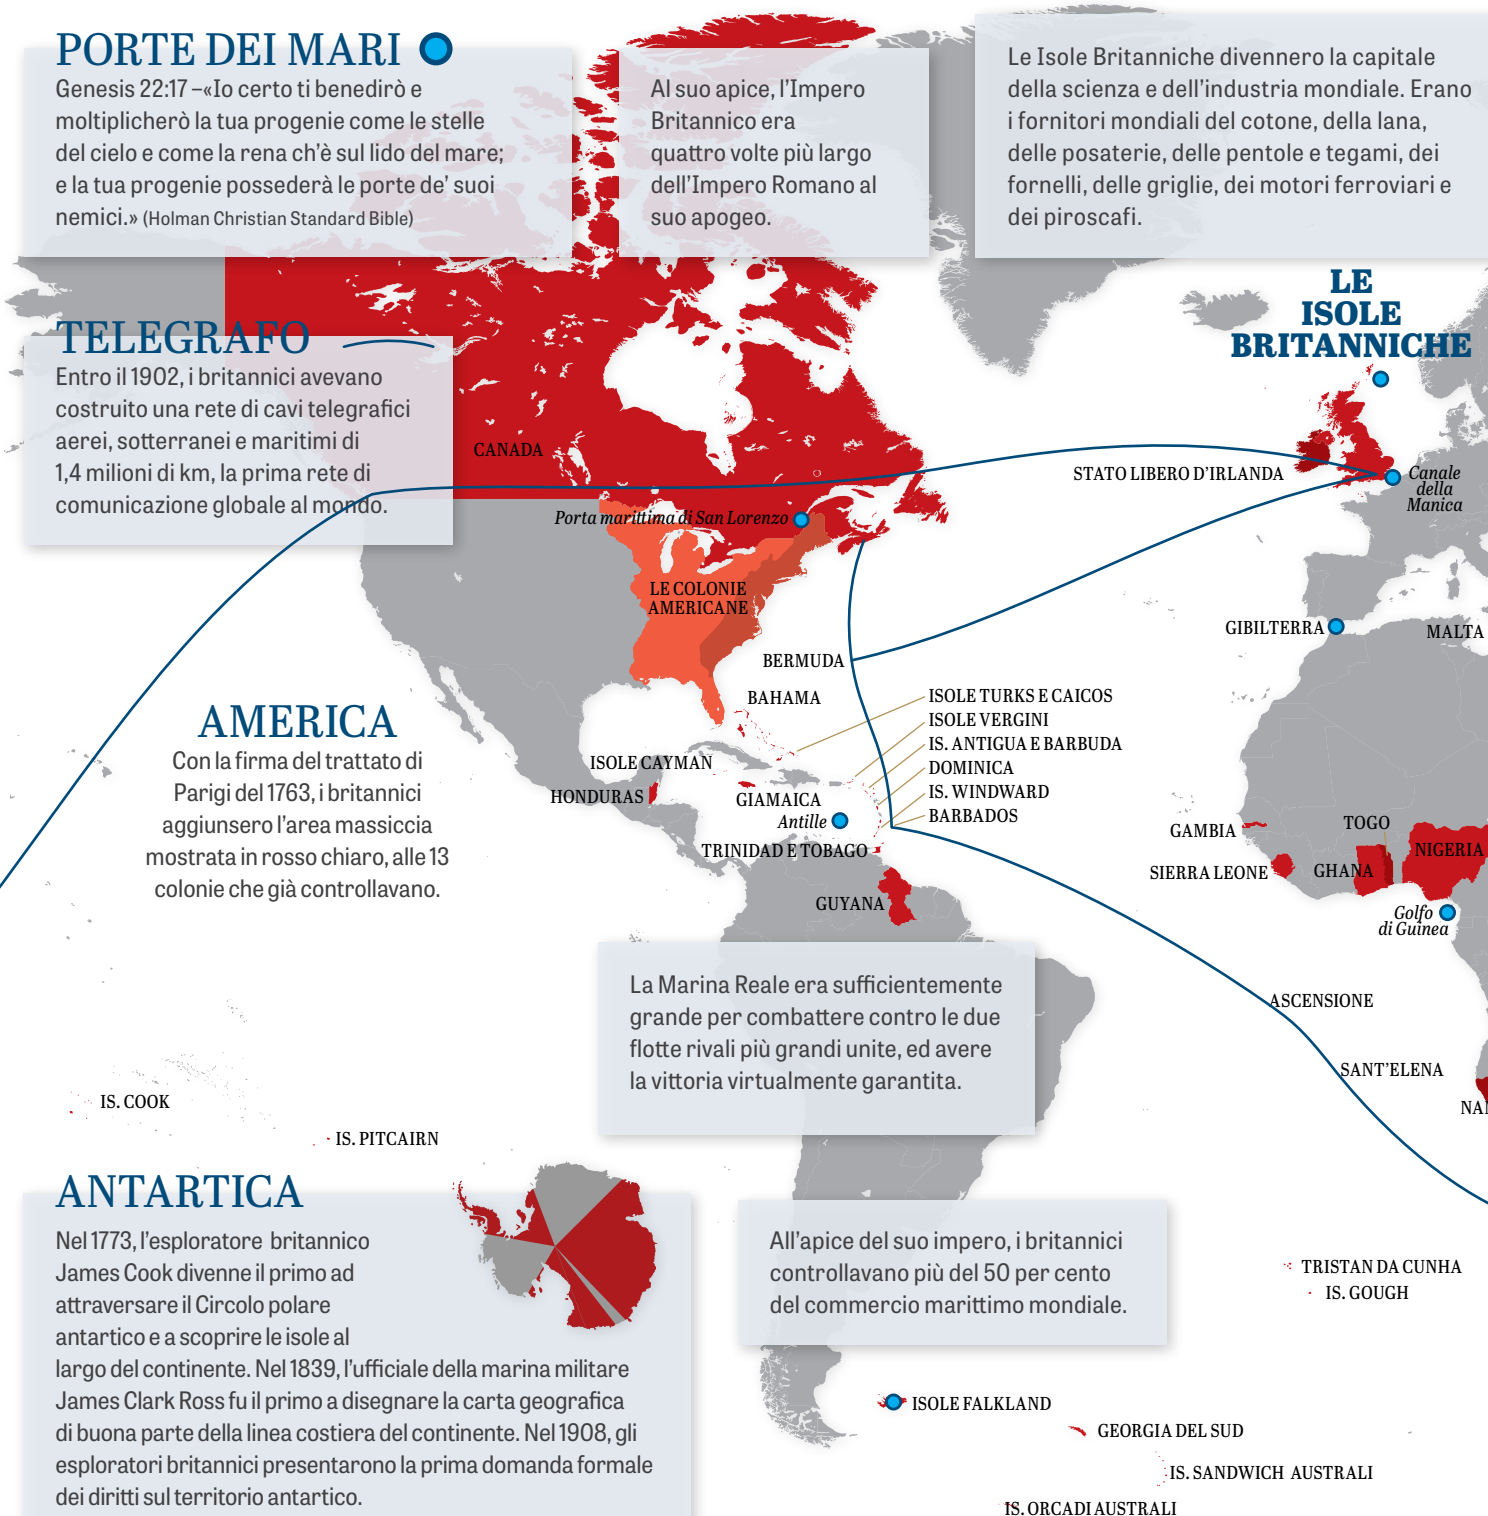 PORTE DEI MARI
Genesis 22:17 –«Io certo ti benedirò e
moltiplicherò la tua progenie come le stelle
del cielo e come la rena ch’è sul lido del mare;
e la tua progenie possederà le porte de’ suoi
nemici.» (Holman Christian Standard Bible)
Al suo apice, l’Impero
Britannico era
quattro volte più largo
dell’Impero Romano al
suo apogeo.
Le Isole Britanniche divennero la capitale
della scienza e dell’industria mondiale. Erano
i fornitori mondiali del cotone, della lana,
delle posaterie, delle pentole e tegami, dei
fornelli, delle griglie, dei motori ferroviari e
dei piroscafi.
LE
ISOLE
BRITANNICHE
TELEGRAFO
Entro il 1902, i britannici avevano
costruito una rete di cavi telegrafici
aerei, sotterranei e maritimi di
1,4 milioni di km, la prima rete di
comunicazione globale al mondo.
CANADA
STATO LIBERO D’IRLANDA
Canale
della
Manica
Porta marittima di San Lorenzo
LE COLONIE
AMERICANE
GIBILTERRA
MALTA
BERMUDA
BAHAMA
ISOLE TURKS E CAICOS
ISOLE VERGINI
IS. ANTIGUA E BARBUDA
DOMINICA
IS. WINDWARD
BARBADOS
AMERICA
Con la firma del trattato di
Parigi del 1763, i britannici
aggiunsero l’area massiccia
mostrata in rosso chiaro, alle 13
colonie che già controllavano.
ISOLE CAYMAN
HONDURAS
GIAMAICA
Antille
TRINIDAD E TOBAGO
GUYANA
GAMBIA
TOGO
SIERRA LEONE
GHANA
NIGERIA
Golfo
di Guinea
La Marina Reale era sufficientemente
grande per combattere contro le due
flotte rivali più grandi unite, ed avere
la vittoria virtualmente garantita.
ASCENSIONE
SANT’ELENA
NAM
IS. COOK
IS. PITCAIRN
ANTARTICA
Nel 1773, l’esploratore britannico
James Cook divenne il primo ad
attraversare il Circolo polare
antartico e a scoprire le isole al
largo del continente. Nel 1839, l’ufficiale della marina militare
James Clark Ross fu il primo a disegnare la carta geografica
di buona parte della linea costiera del continente. Nel 1908, gli
esploratori britannici presentarono la prima domanda formale
dei diritti sul territorio antartico.
All’apice del suo impero, i britannici
controllavano più del 50 per cento
del commercio marittimo mondiale.
TRISTAN DA CUNHA
IS. GOUGH
ISOLE FALKLAND
GEORGIA DEL SUD
IS. SANDWICH AUSTRALI
IS. ORCADI AUSTRALI